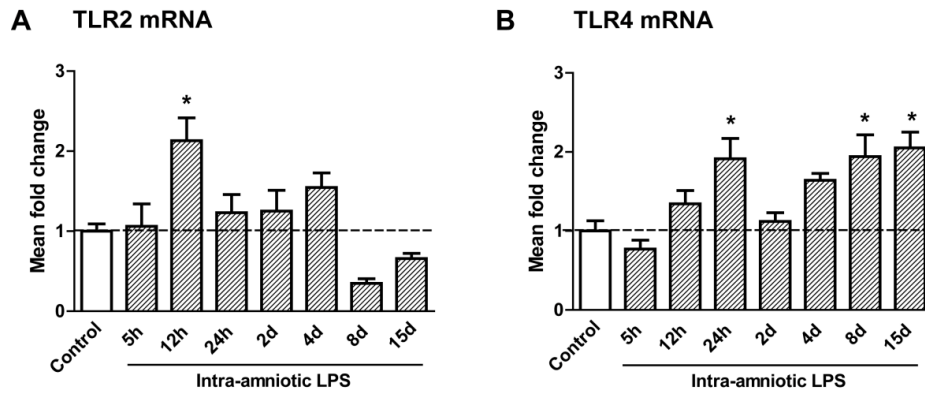 A TLR2 mRNA
Mean fold change
3
2
1
0
*
Control
5h
12h
24h
2d
4d
8d
15d
Intra-amniotic LPS
B TLR4 mRNA
Mean fold change
3
2
1
0
*
*
*
Control
5h
12h
24h
2d
4d
8d
15d
Intra-amniotic LPS